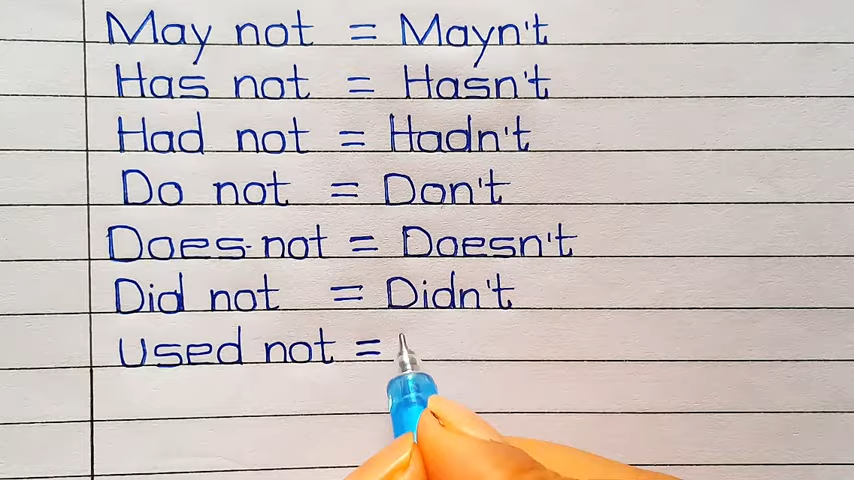 May not = Mayn't
Has not = Hasn't
Had not = Hadn't
Do not = Don't
Does not = Doesn't
Did not = Didn't
Used not =